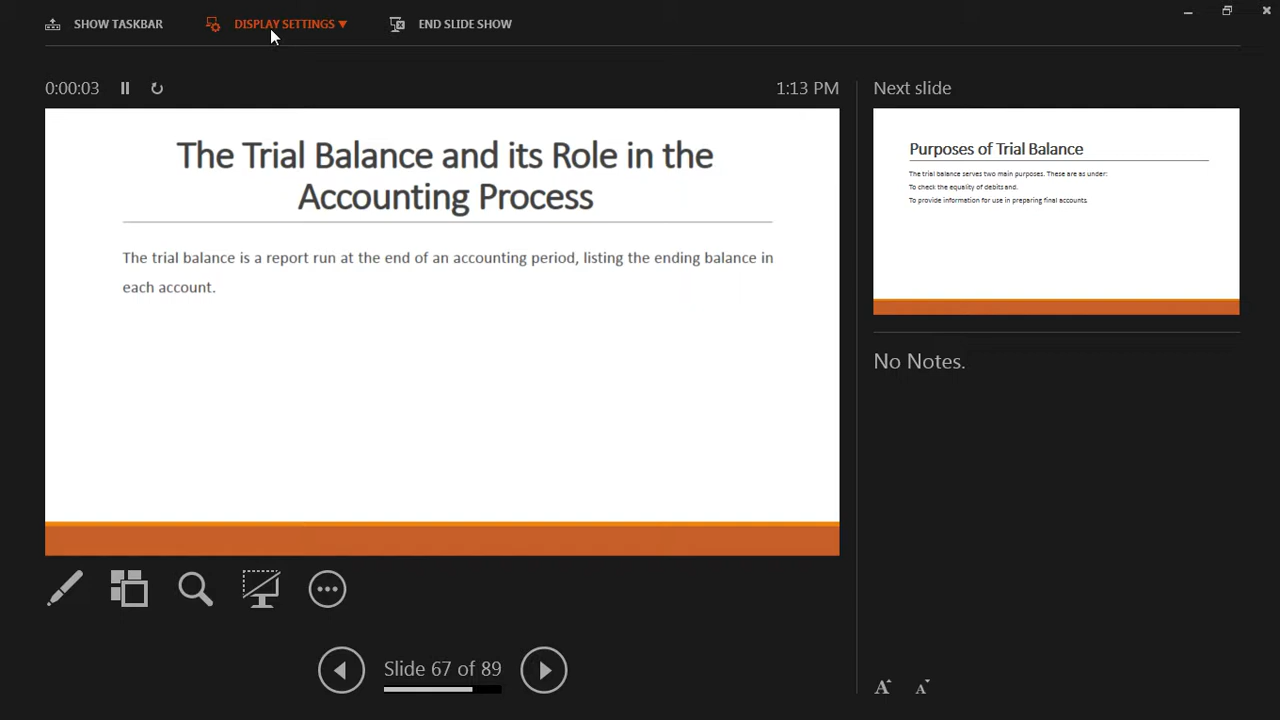 SHOW TASKBAR
DISPLAY SETTINGS
END SLIDE SHOW
0:00:03
1:13 PM
The Trial Balance and its Role in the
Accounting Process
The trial balance is a report run at the end of an accounting period, listing the ending balance in
each account.
Next slide
Purposes of Trial Balance
The trial balance serves two main purposes. These are as under:
To check the equality of debits and.
To provide information for use in preparing final accounts.
No Notes.
Slide 67 of 89
A A